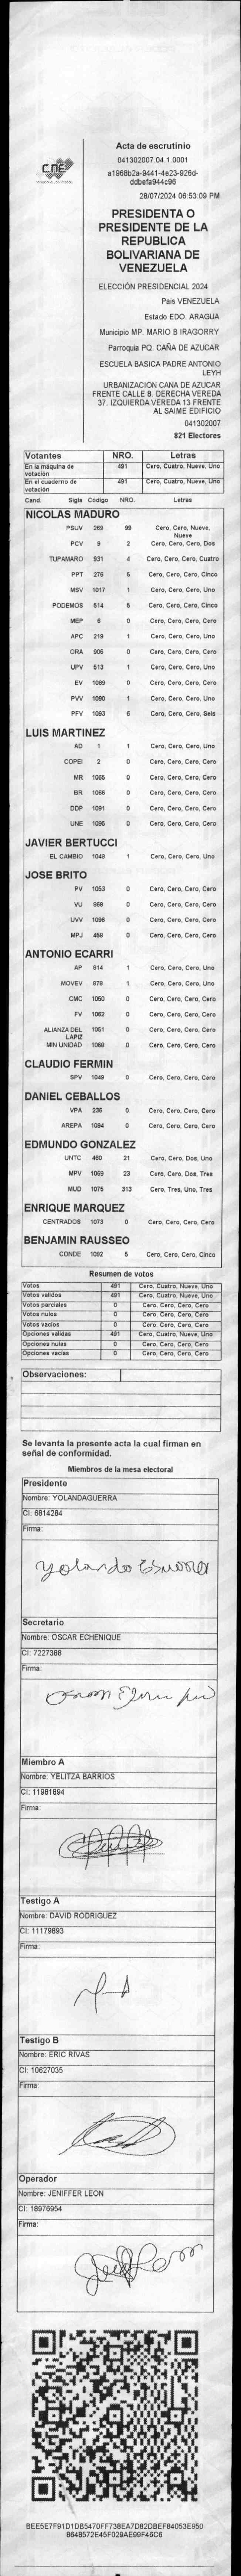 CNE
Acta de escrutinio
041302007.04.1.0001
a1968b2a-9441-4e23-926d-
ddbefa944c96
28/07/2024 06:53:09 PM
PRESIDENTA O
PRESIDENTE DE LA
REPUBLICA
BOLIVARIANA DE
VENEZUELA
ELECCIÓN PRESIDENCIAL 2024
Pais VENEZUELA
Estado EDO. ARAGUA
Municipio MP. MARIO B IRAGORRY
Parroquia PQ. CAÑA DE AZUCAR
ESCUELA BASICA PADRE ANTONIO
LEYH
URBANIZACION CANA DE AZUCAR
FRENTE CALLE 8. DERECHA VEREDA
37. IZQUIERDA VEREDA 13 FRENTE
AL SAIME EDIFICIO
041302007
821 Electores
Votantes NRO. Letras
En la máquina de votación 491 Cero, Cuatro, Nueve, Uno
En el cuaderno de votación 491 Cero, Cuatro, Nueve, Uno
Cand. Sigla Codigo NRO. Letras
NICOLAS MADURO
PSUV 269 99 Cero, Cero, Nueve, Nueve
PCV 9 2 Cero, Cero, Cero, Dos
TUPAMARO 931 4 Cero, Cero, Cero, Cuatro
PPT 276 5 Cero, Cero, Cero, Cinco
MSV 1017 1 Cero, Cero, Cero, Uno
PODEMOS 514 5 Cero, Cero, Cero, Cinco
MEP 6 0 Cero, Cero, Cero, Cero
APC 219 1 Cero, Cero, Cero, Uno
ORA 906 0 Cero, Cero, Cero, Cero
UPV 513 1 Cero, Cero, Cero, Uno
EV 1089 0 Cero, Cero, Cero, Cero
PVV 1090 1 Cero, Cero, Cero, Uno
PFV 1093 6 Cero, Cero, Cero, Seis
LUIS MARTINEZ
AD 1 1 Cero, Cero, Cero, Uno
COPEI 2 0 Cero, Cero, Cero, Cero
MR 1065 0 Cero, Cero, Cero, Cero
BR 1066 0 Cero, Cero, Cero, Cero
DDP 1091 0 Cero, Cero, Cero, Cero
UNE 1095 0 Cero, Cero, Cero, Cero
JAVIER BERTUCCI
EL CAMBIO 1048 1 Cero, Cero, Cero, Uno
JOSE BRITO
PV 1053 0 Cero, Cero, Cero, Cero
VU 868 0 Cero, Cero, Cero, Cero
UVV 1096 0 Cero, Cero, Cero, Cero
MPJ 459 0 Cero, Cero, Cero, Cero
ANTONIO ECARRI
AP 814 1 Cero, Cero, Cero, Uno
MOVEV 878 1 Cero, Cero, Cero, Uno
CMC 1050 0 Cero, Cero, Cero, Cero
FV 1062 0 Cero, Cero, Cero, Cero
ALIANZA DEL LAPIZ 1051 0 Cero, Cero, Cero, Cero
MIN UNIDAD 1068 0 Cero, Cero, Cero, Cero
CLAUDIO FERMIN
SPV 1049 0 Cero, Cero, Cero, Cero
DANIEL CEBALLOS
VPA 238 0 Cero, Cero, Cero, Cero
AREPA 1094 0 Cero, Cero, Cero, Cero
EDMUNDO GONZALEZ
UNTC 460 21 Cero, Cero, Dos, Uno
MPV 1069 23 Cero, Cero, Dos, Tres
MUD 1075 313 Cero, Tres, Uno, Tres
ENRIQUE MARQUEZ
CENTRADOS 1073 0 Cero, Cero, Cero, Cero
BENJAMIN RAUSSEO
CONDE 1092 5 Cero, Cero, Cero, Cinco
Resumen de votos
Votos 491 Cero, Cuatro, Nueve, Uno
Votos validos 491 Cero, Cuatro, Nueve, Uno
Votos parciales 0 Cero, Cero, Cero, Cero
Votos nulos 0 Cero, Cero, Cero, Cero
Votos vacios 0 Cero, Cero, Cero, Cero
Opciones validas 491 Cero, Cuatro, Nueve, Uno
Opciones nulas 0 Cero, Cero, Cero, Cero
Opciones vacias 0 Cero, Cero, Cero, Cero
Observaciones:
Se levanta la presente acta la cual firman en
señal de conformidad.
Miembros de la mesa electoral
Presidente
Nombre: YOLANDAGUERRA
CI: 6814284
Firma:
Secretario
Nombre: OSCAR ECHENIQUE
CI: 7227388
Firma:
Miembro A
Nombre: YELITZA BARRIOS
CI: 11981894
Firma:
Testigo A
Nombre: DAVID RODRIGUEZ
CI: 11179893
Firma:
Testigo B
Nombre: ERIC RIVAS
CI: 10627035
Firma:
Operador
Nombre: JENIFFER LEON
CI: 18976954
Firma:
BEE5E7F91D1DB5470FF738EA7D82DBEF84053E950
8648572E45F029AE99F46C6